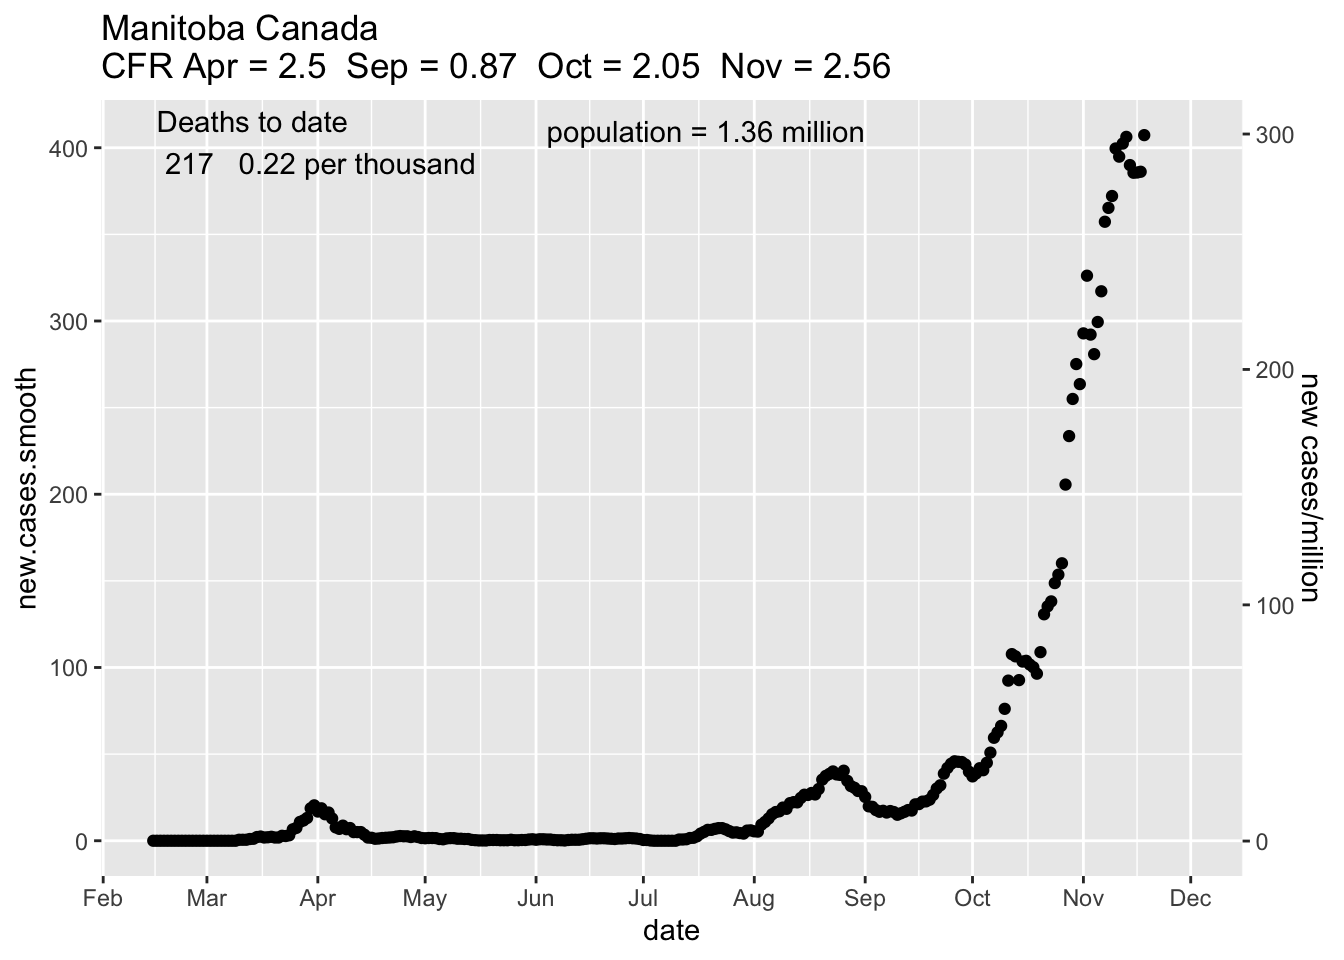 Manitoba Canada
CFR Apr = 2.5  Sep = 0.87  Oct = 2.05  Nov = 2.56
Deaths to date
217   0.22 per thousand
population = 1.36 million
new.cases.smooth
400
300
200
100
0
300
200
100
0
new cases/million
Feb Mar Apr May Jun Jul Aug Sep Oct Nov Dec
date